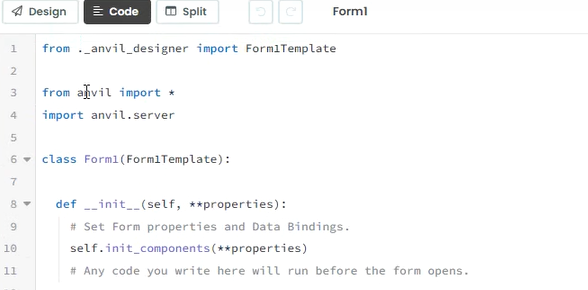 Design Code Split Form1
1 from ._anvil_designer import Form1Template
2
3 from anvil import *
4 import anvil.server
5
6 class Form1(Form1Template):
7
8 def __init__(self, **properties):
9 # Set Form properties and Data Bindings.
10 self.init_components(**properties)
11 # Any code you write here will run before the form opens.